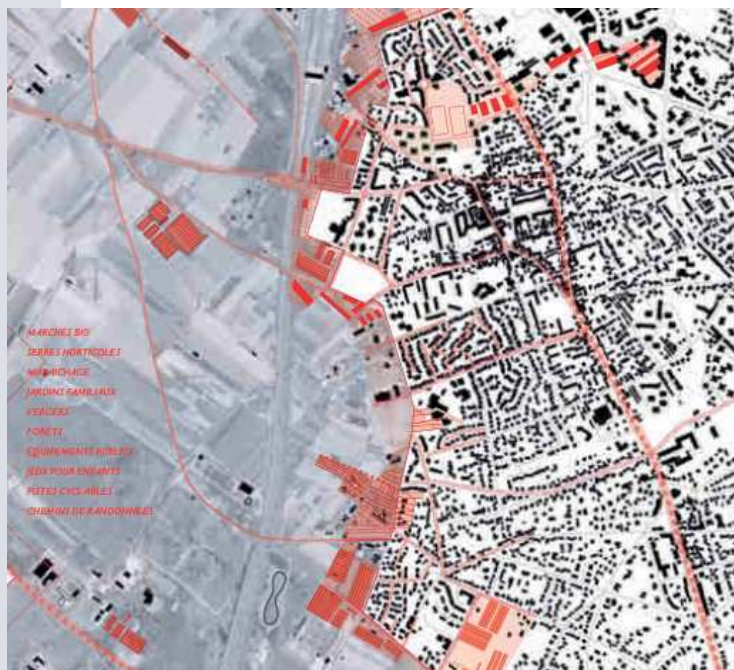 MARCHES BIO
SERRES HORTICOLES
MARAICHAGE
JARDINS FAMILIAUX
VERGERS
FORETS
EQUIPEMENTS PUBLICS
JEUX POUR ENFANTS
PISTES CYCLABLES
CHEMINS DE RANDONNEES